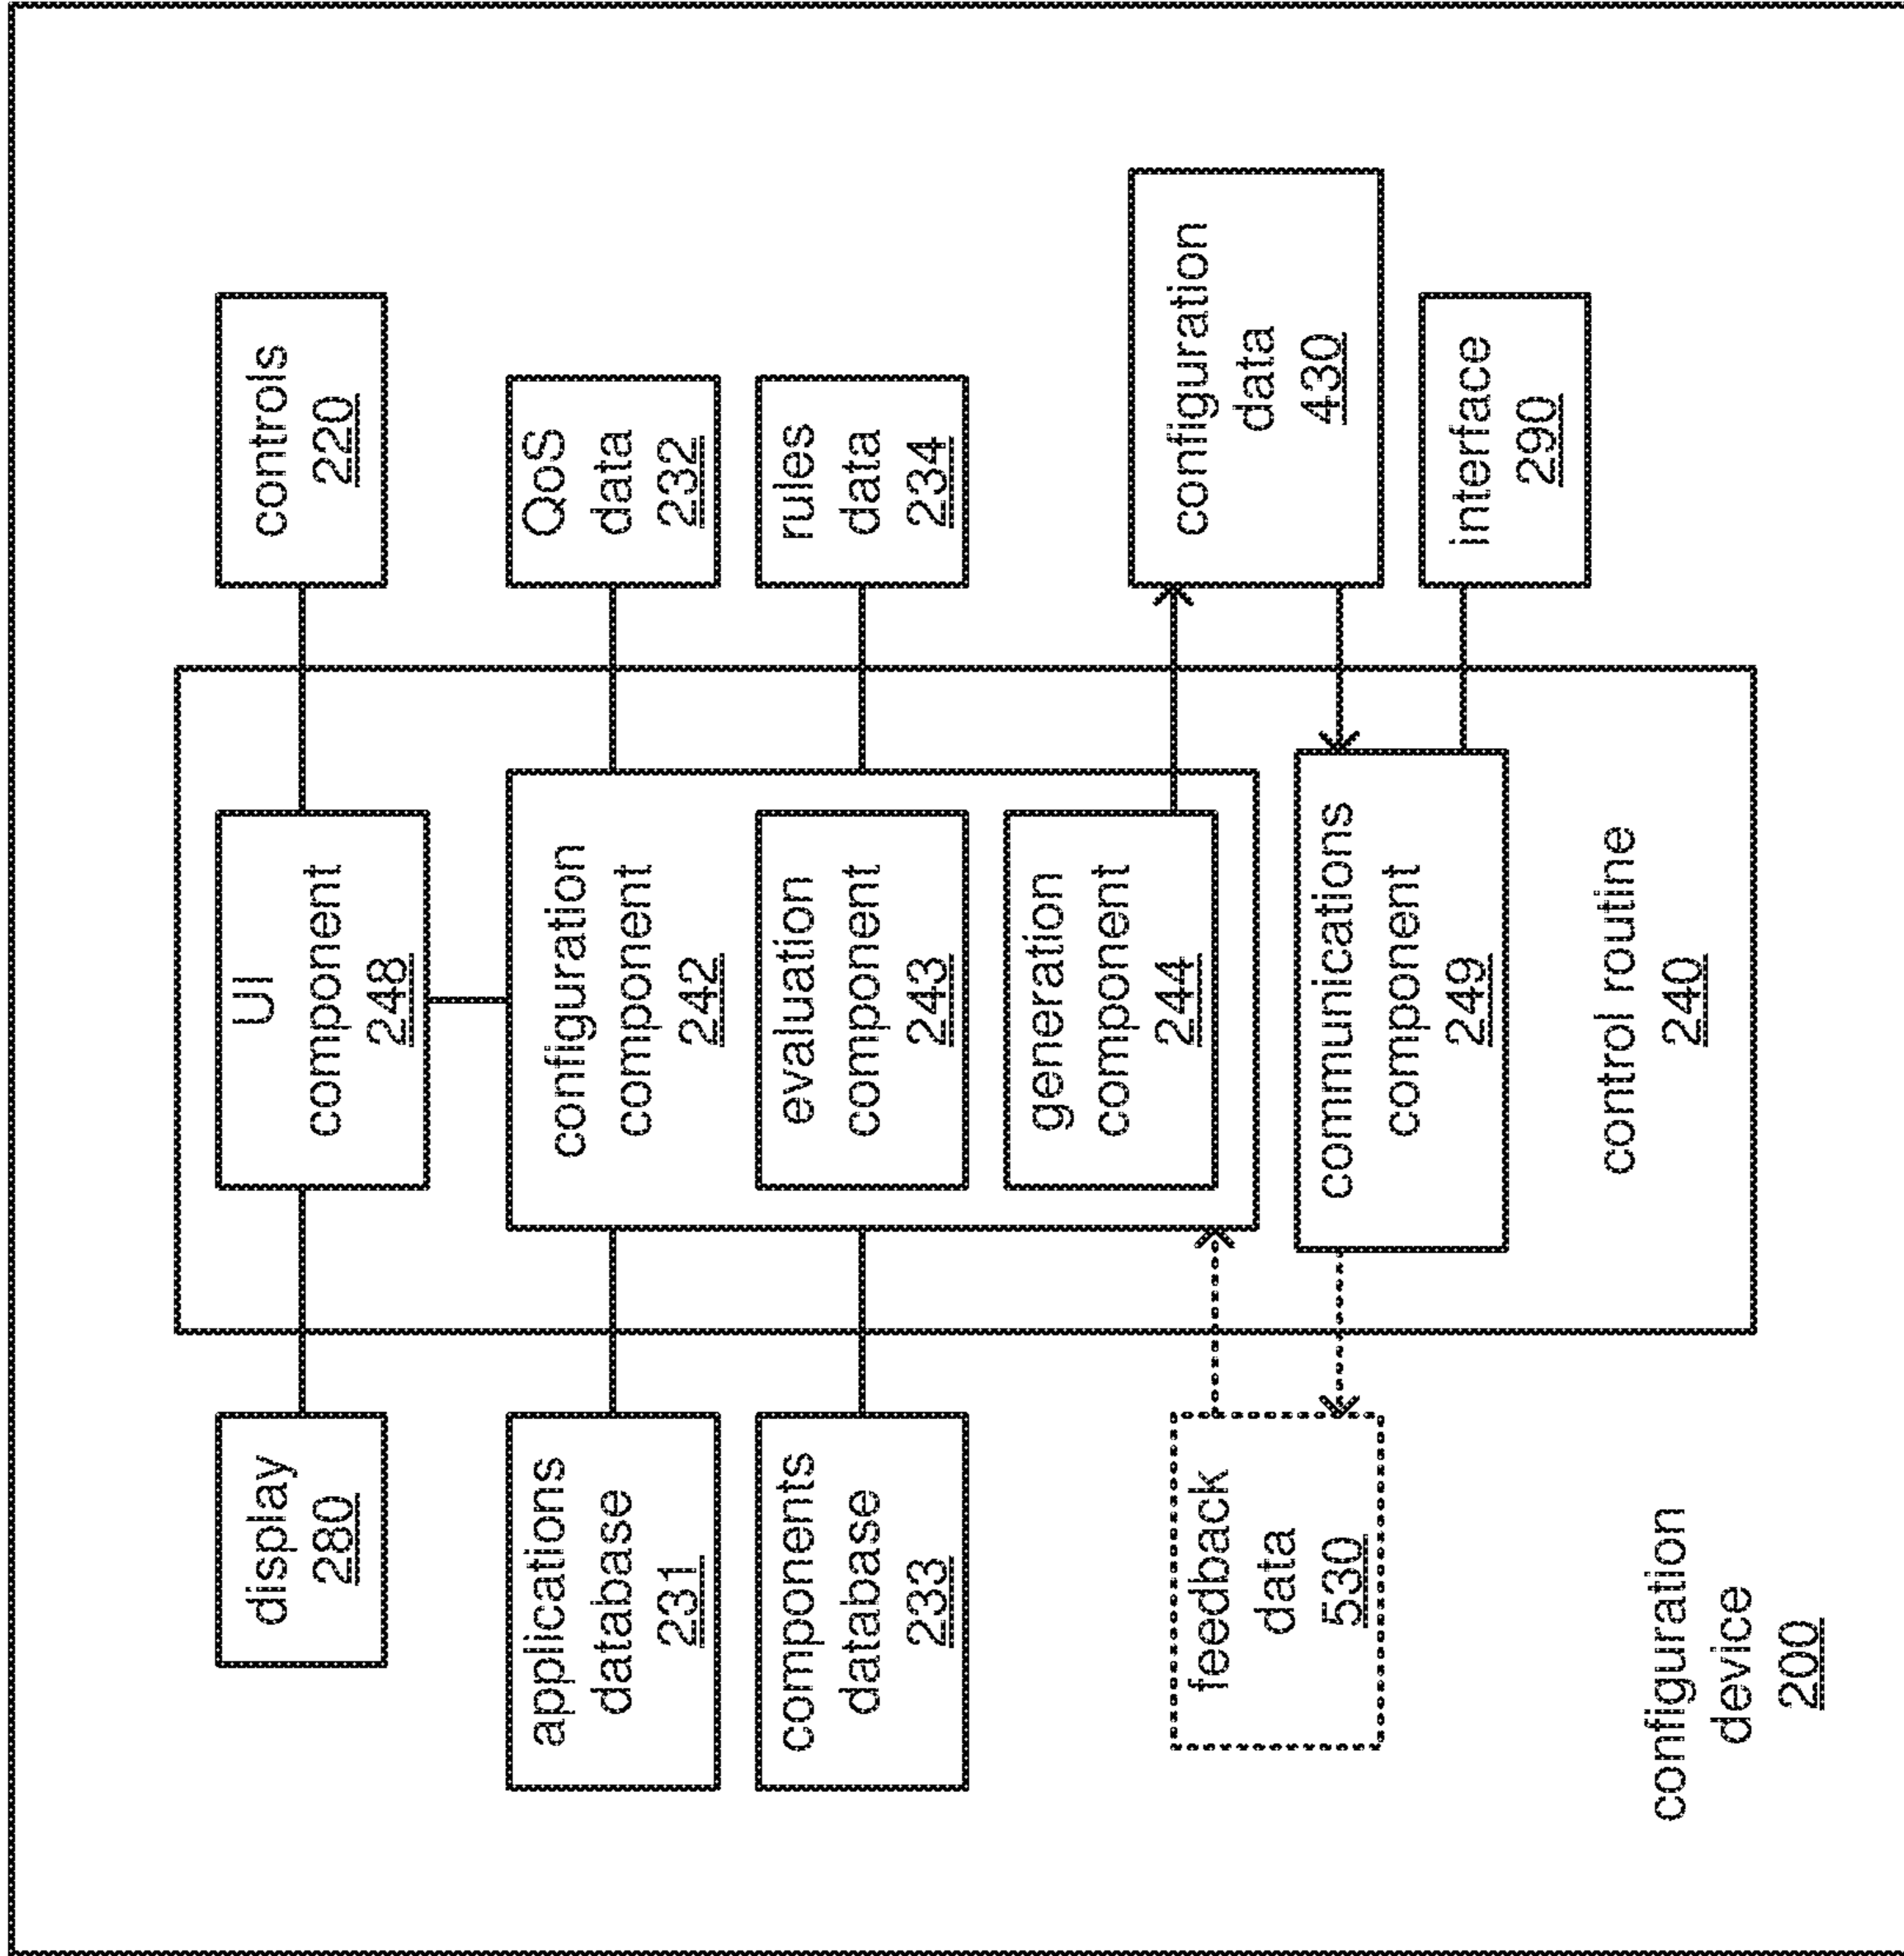 display
280
UI
component
248
controls
220
applications
database
231
configuration
component
242
QoS
data
232
components
database
233
evaluation
component
243
rules
data
234
generation
component
244
feedback
data
530
configuration
data
430
communications
component
249
interface
290
control routine
240
configuration
device
200